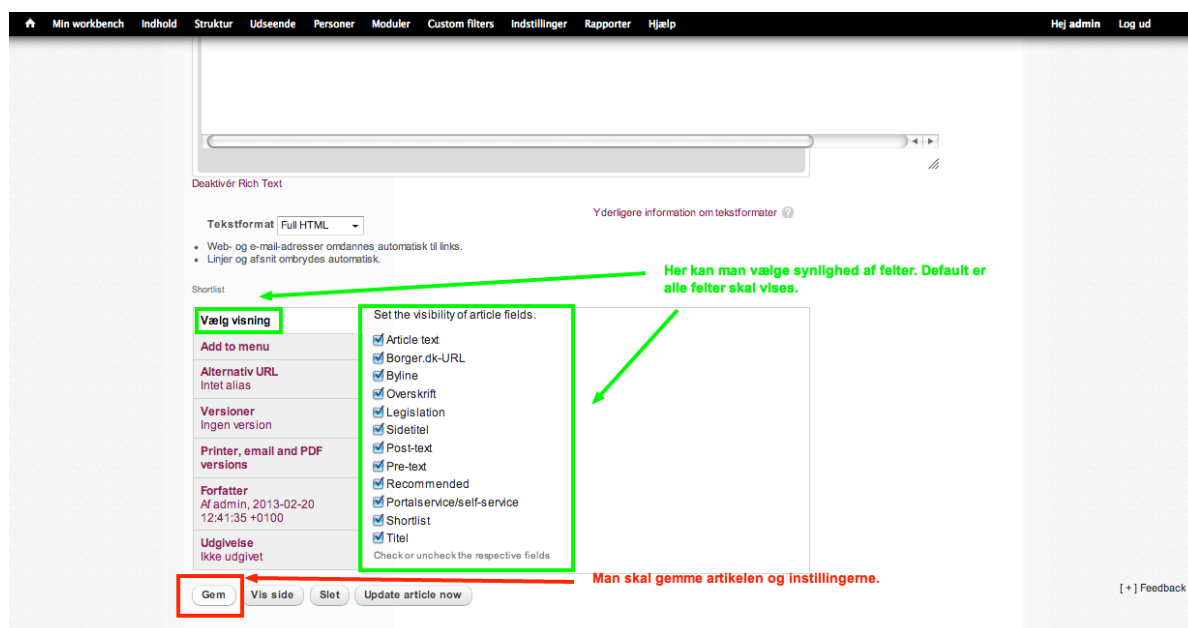 Min workbench Indhold Struktur Udseende Personer Moduler Custom filters Indstillinger Rapporter Hjælp Hej admin Log ud
Deaktivér Rich Text
Yderligere information om tekstformater ?
Tekstformat Full HTML
Web- og e-mail-adresser omdannes automatisk til links.
Linjer og afsnit ombrydes automatisk.
Her kan man vælge synlighed af felter. Default er
alle felter skal vises.
Shortlist
Vælg visning
Add to menu
Alternativ URL
Intet alias
Versioner
Ingen version
Printer, email and PDF
versions
Forfatter
Af admin, 2013-02-20
12:41:35 +0100
Udgivelse
Ikke udgivet
Set the visibility of article fields.
Article text
Borger.dk-URL
Byline
Overskrift
Legislation
Sidetitel
Post-text
Pre-text
Recommended
Portalservice/self-service
Shortlist
Titel
Check or uncheck the respective fields
Man skal gemme artikelen og instillingerne.
Gem Vis side Slet Update article now
[ + ] Feedback